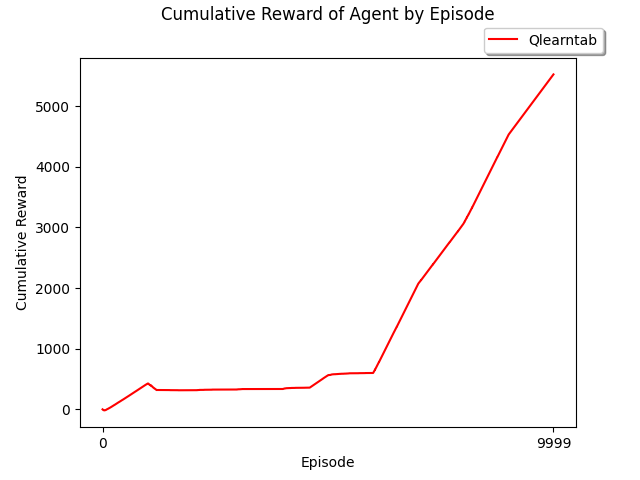 Cumulative Reward of Agent by Episode
Qlearntab
5000
4000
3000
2000
1000
0
Cumulative Reward
0
9999
Episode